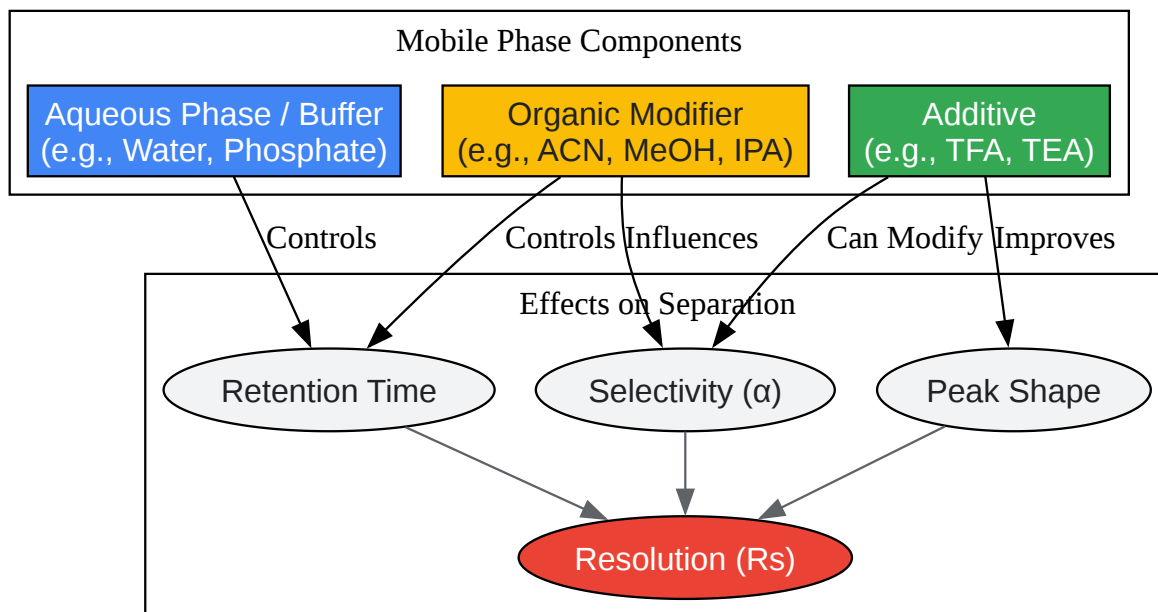 Mobile Phase Components
Aqueous Phase / Buffer
(e.g., Water, Phosphate)
Organic Modifier
(e.g., ACN, MeOH, IPA)
Additive
(e.g., TFA, TEA)
Controls
Controls
Influences
Can Modify
Improves
Effects on Separation
Retention Time
Selectivity (α)
Peak Shape
Resolution (Rs)